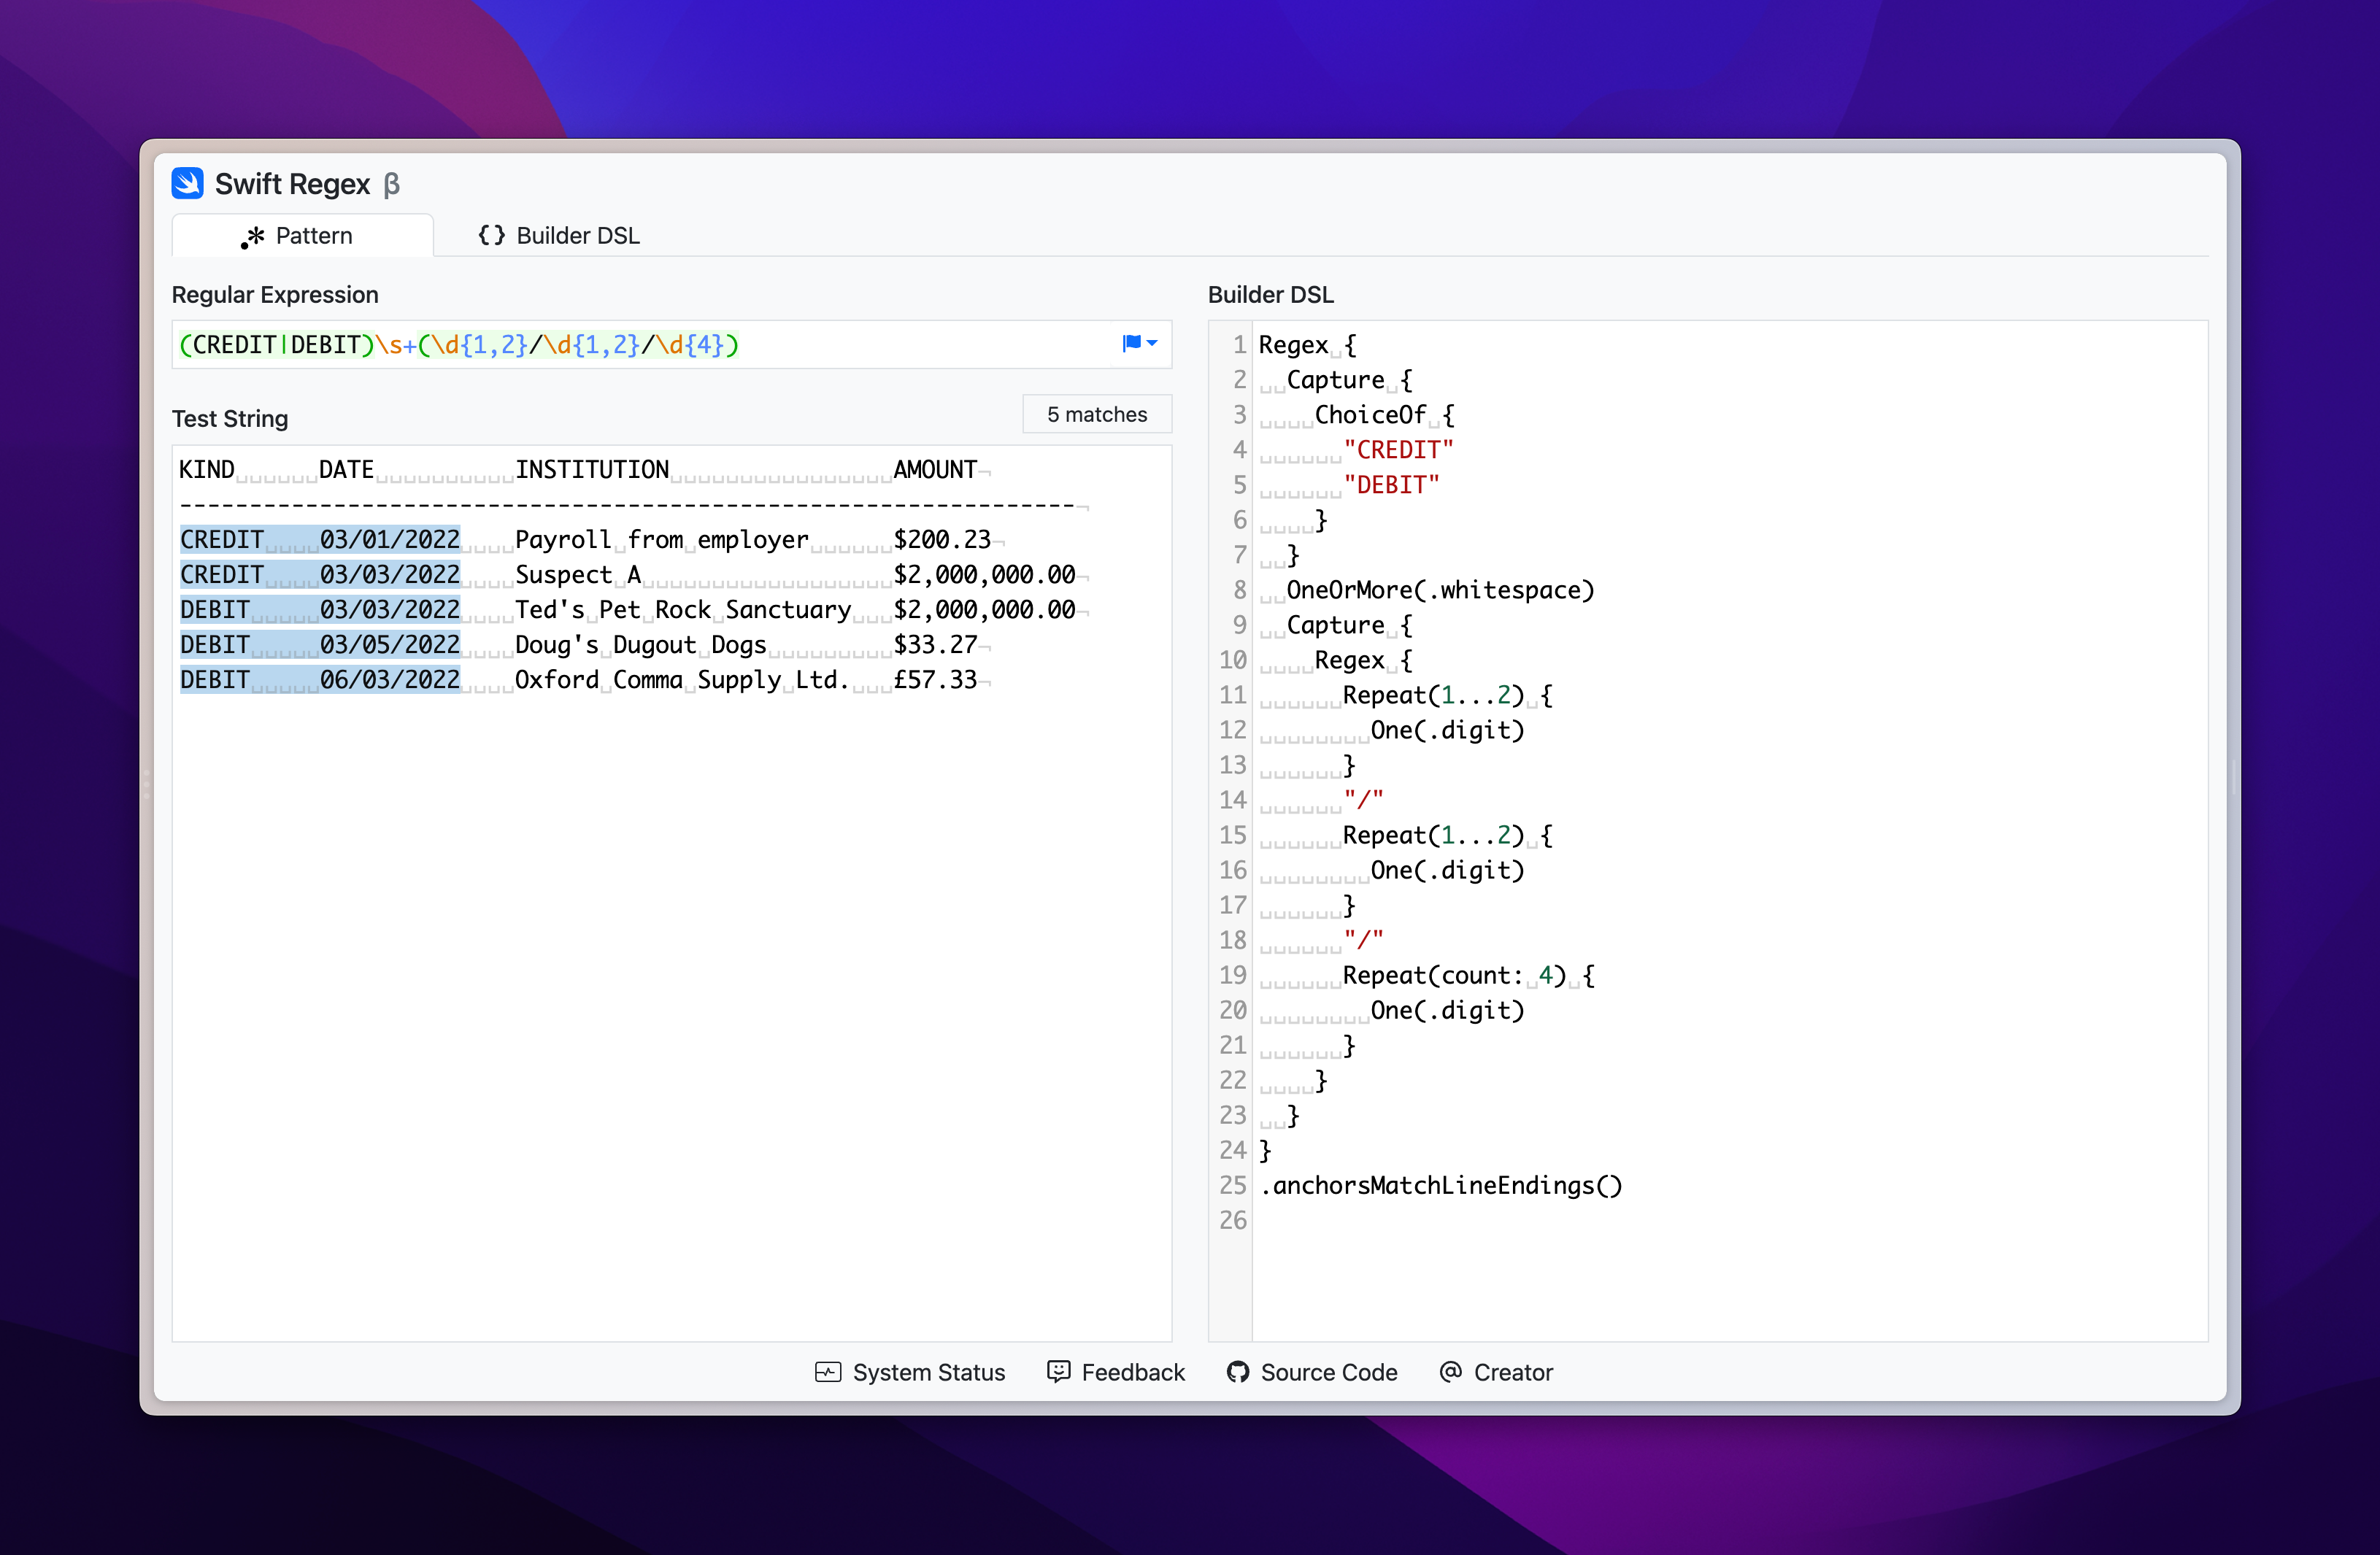 Swift Regex β
Pattern
{} Builder DSL
Regular Expression
(CREDIT|DEBIT)\s+(\d{1,2}/\d{1,2}/\d{4})
Test String
5 matches
KIND      DATE          INSTITUTION                AMOUNT
----------------------------------------------------------------
CREDIT    03/01/2022    Payroll from employer      $200.23
CREDIT    03/03/2022    Suspect A                  $2,000,000.00
DEBIT     03/03/2022    Ted's Pet Rock Sanctuary   $2,000,000.00
DEBIT     03/05/2022    Doug's Dugout Dogs         $33.27
DEBIT     06/03/2022    Oxford Comma Supply Ltd.   £57.33
Builder DSL
1 Regex {
2   Capture {
3     ChoiceOf {
4       "CREDIT"
5       "DEBIT"
6     }
7   }
8   OneOrMore(.whitespace)
9   Capture {
10     Regex {
11       Repeat(1...2) {
12         One(.digit)
13       }
14       "/"
15       Repeat(1...2) {
16         One(.digit)
17       }
18       "/"
19       Repeat(count: 4) {
20         One(.digit)
21       }
22     }
23   }
24 }
25 .anchorsMatchLineEndings()
26
System Status
Feedback
Source Code
Creator